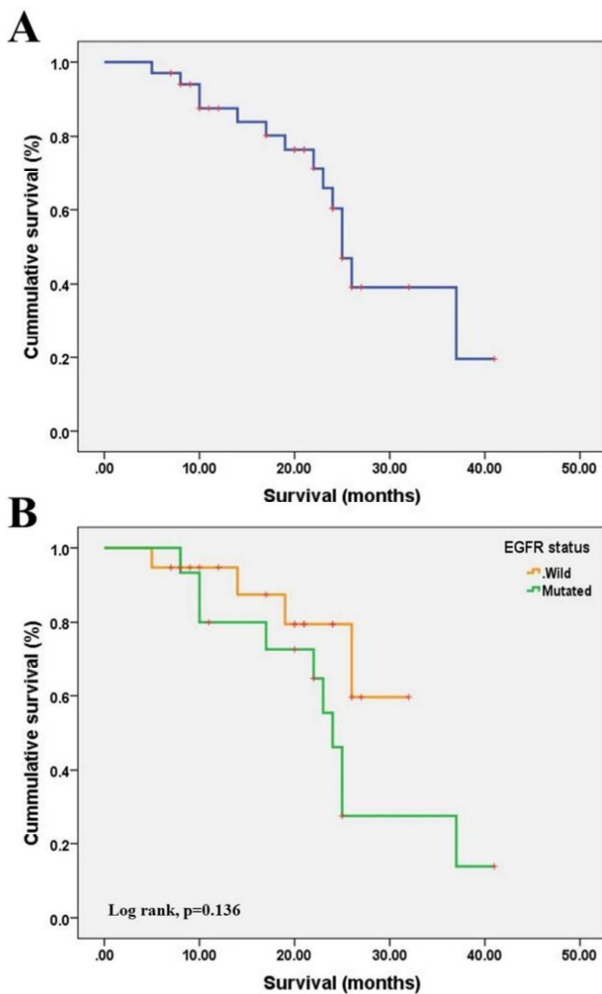 A
1.0
0.8
0.6
0.4
0.2
0.0
Cummulative survival (%)
.00 10.00 20.00 30.00 40.00 50.00
Survival (months)
B
EGFR status
.Wild
Mutated
1.0
0.8
0.6
0.4
0.2
0.0
Cummulative survival (%)
Log rank, p=0.136
.00 10.00 20.00 30.00 40.00 50.00
Survival (months)